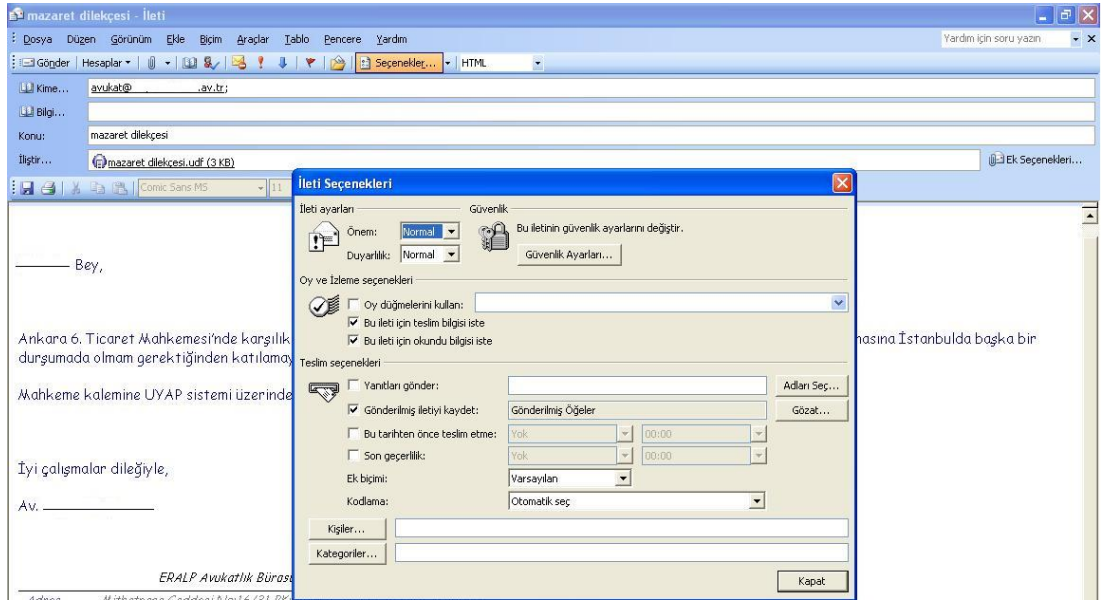 mazaret dilekçesi - İleti
Dosya Düzen Görünüm Ekle Biçim Araçlar Tablo Pencere Yardım
Yardım için soru yazın
Gönder Hesaplar Seçenekler... HTML
Kime... avukat@ .av.tr;
Bilgi...
Konu: mazaret dilekçesi
İliştir... mazaret dilekçesi.udf (3 KB) Ek Seçenekleri...
Comic Sans MS 11
İleti Seçenekleri
İleti ayarları Güvenlik
Önem: Normal Bu iletinin güvenlik ayarlarını değiştir.
Duyarlılık: Normal Güvenlik Ayarları...
Oy ve İzleme seçenekleri
Oy düğmelerini kullan:
Bu ileti için teslim bilgisi iste
Bu ileti için okundu bilgisi iste
Teslim seçenekleri
Yanıtları gönder: Adları Seç...
Gönderilmiş iletiyi kaydet: Gönderilmiş Öğeler Gözat...
Bu tarihten önce teslim etme: Yok 00:00
Son geçerlilik: Yok 00:00
Ek biçimi: Varsayılan
Kodlama: Otomatik seç
Kişiler...
Kategoriler...
Kapat
Bey,
Ankara 6. Ticaret Mahkemesi'nde karşılık masına İstanbulda başka bir
durşumada olmam gerektiğinden katılamay
Mahkeme kalemine UYAP sistemi üzerinde
İyi çalışmalar dileğiyle,
Av.
ERALP Avukatlık Bürosu